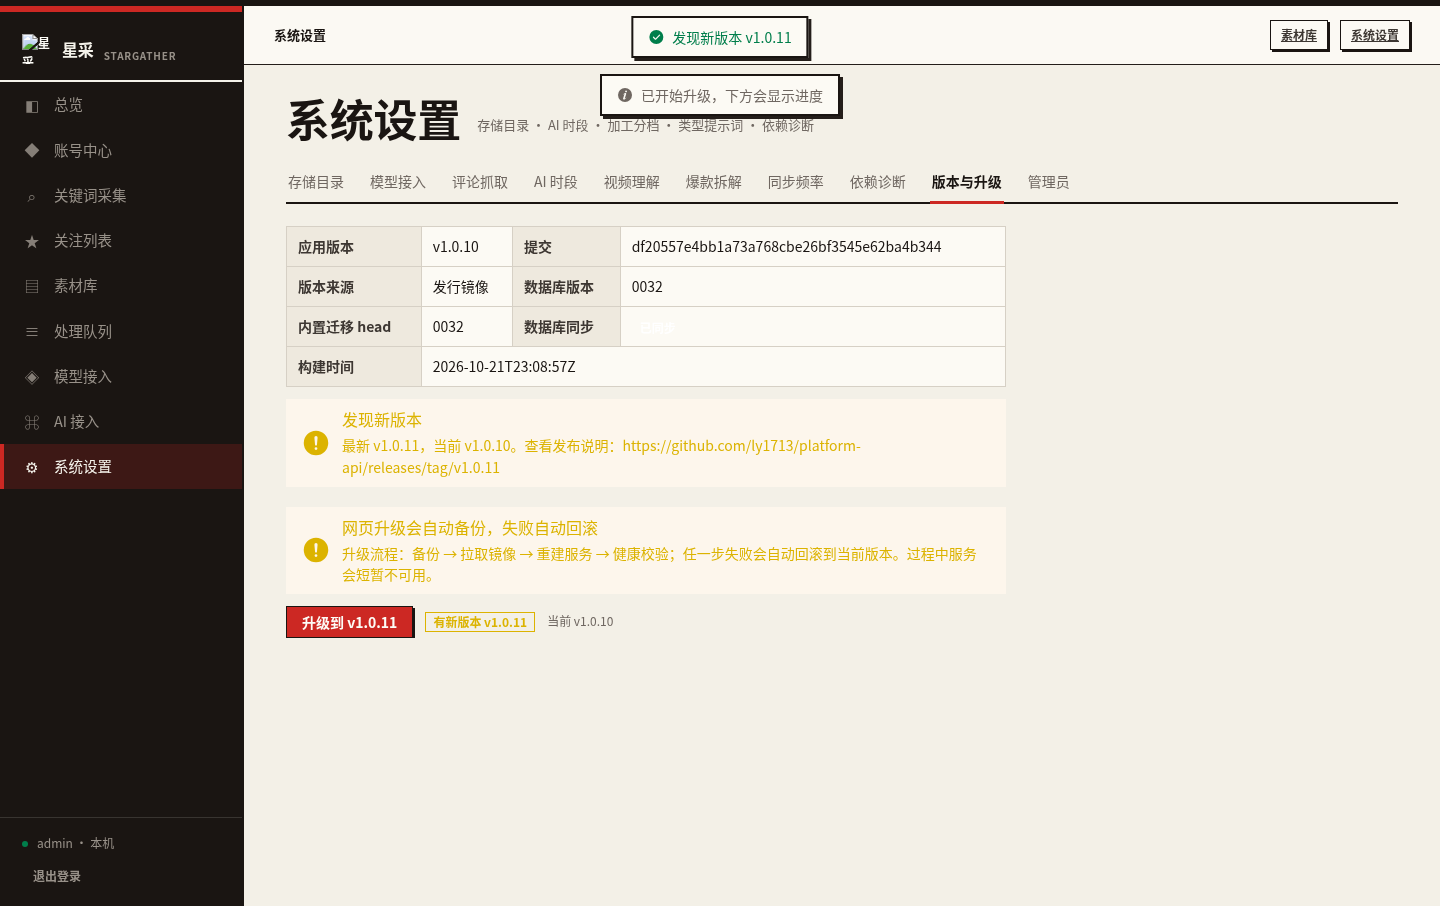 星采
星采 STARGATHER
总览
账号中心
关键词采集
关注列表
素材库
处理队列
模型接入
AI 接入
系统设置
admin · 本机
退出登录
系统设置
发现新版本 v1.0.11
素材库
系统设置
已开始升级，下方会显示进度
系统设置
存储目录 · AI 时段 · 加工分档 · 类型提示词 · 依赖诊断
存储目录 模型接入 评论抓取 AI 时段 视频理解 爆款拆解 同步频率 依赖诊断 版本与升级 管理员
应用版本 v1.0.10 提交 df20557e4bb1a73a768cbe26bf3545e62ba4b344
版本来源 发行镜像 数据库版本 0032
内置迁移 head 0032 数据库同步
构建时间 2026-10-21T23:08:57Z
发现新版本
最新 v1.0.11，当前 v1.0.10。查看发布说明：https://github.com/ly1713/platform-
api/releases/tag/v1.0.11
网页升级会自动备份，失败自动回滚
升级流程：备份 → 拉取镜像 → 重建服务 → 健康校验；任一步失败会自动回滚到当前版本。过程中服务
会短暂不可用。
升级到 v1.0.11 有新版本 v1.0.11 当前 v1.0.10